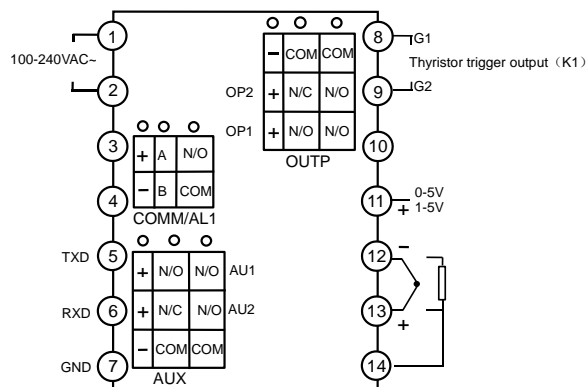 1
100-240VAC~
2
3
4
TXD 5
RXD 6
GND 7
− COM COM
OP2 + N/C N/O
OP1 + N/O N/O
OUTP
+ A N/O
− B COM
COMM/AL1
+ N/O N/O AU1
+ N/C N/O AU2
− COM COM
AUX
8 G1
Thyristor trigger output（K1）
9 G2
10
11 0-5V
+ 1-5V
12 −
13 +
14